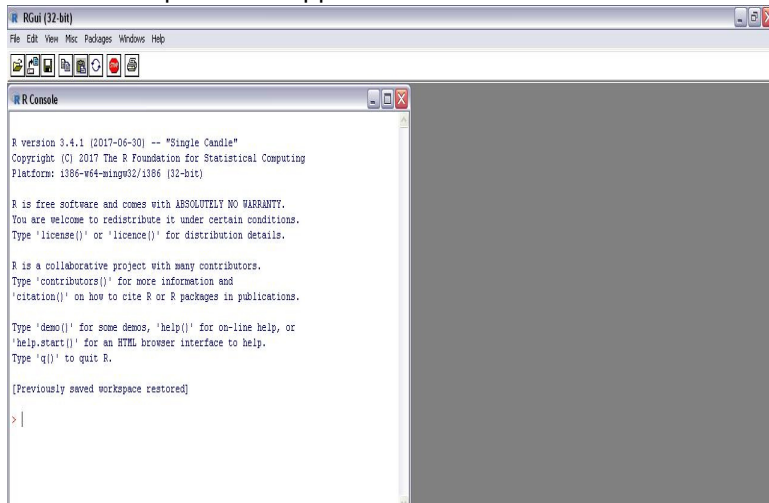 RGui (32-bit)
File Edit View Misc Packages Windows Help
R Console
R version 3.4.1 (2017-06-30) -- "Single Candle"
Copyright (C) 2017 The R Foundation for Statistical Computing
Platform: i386-w64-mingw32/i386 (32-bit)
R is free software and comes with ABSOLUTELY NO WARRANTY.
You are welcome to redistribute it under certain conditions.
Type 'license()' or 'licence()' for distribution details.
R is a collaborative project with many contributors.
Type 'contributors()' for more information and
'citation()' on how to cite R or R packages in publications.
Type 'demo()' for some demos, 'help()' for on-line help, or
'help.start()' for an HTML browser interface to help.
Type 'q()' to quit R.
[Previously saved workspace restored]
>